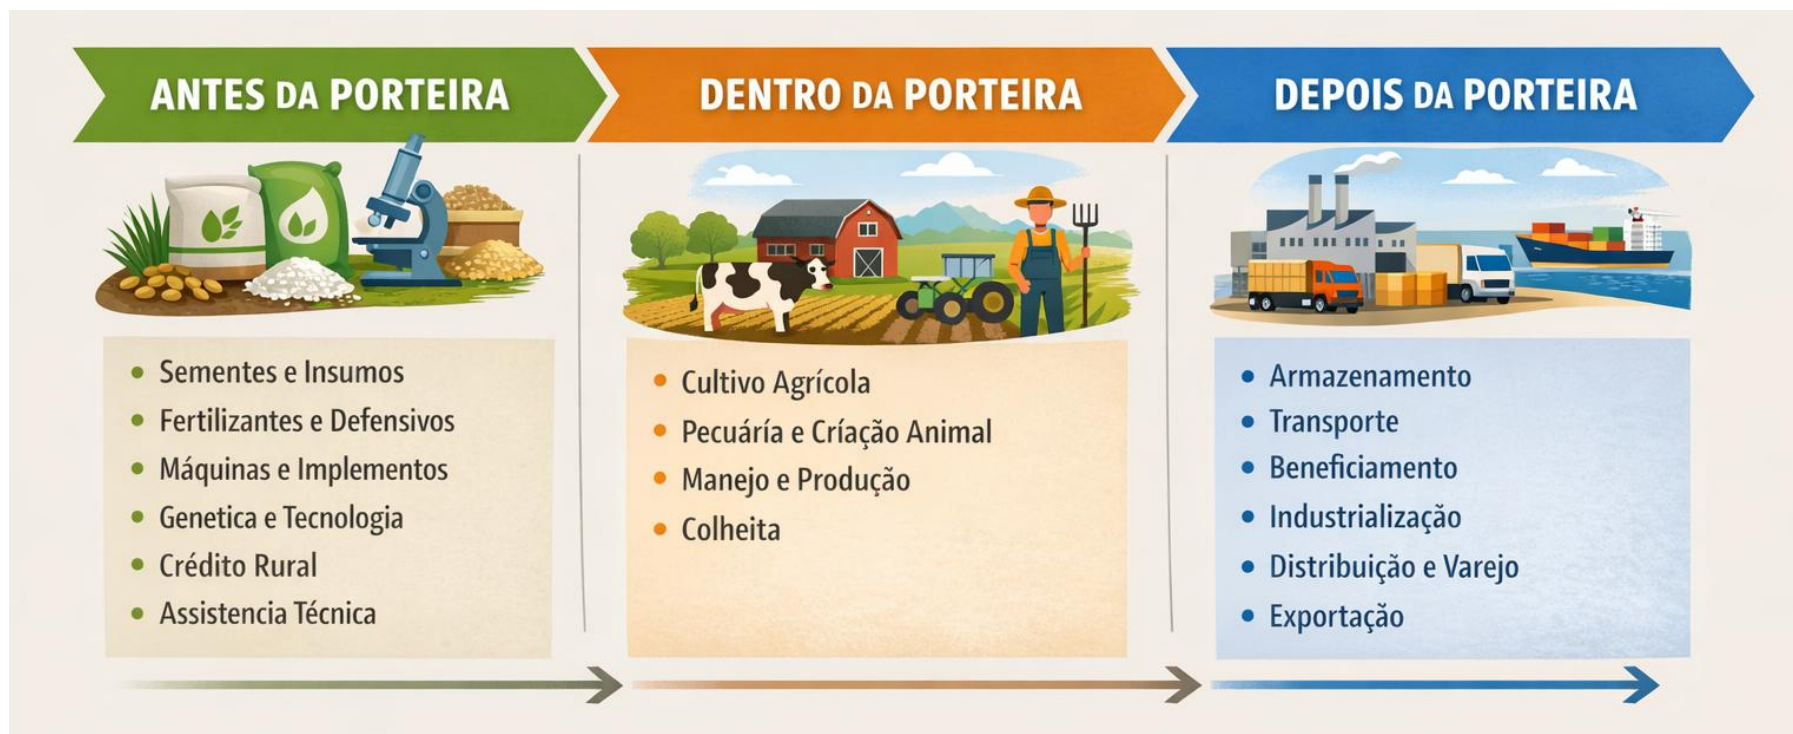 ANTES DA PORTEIRA
Sementes e Insumos
Fertilizantes e Defensivos
Máquinas e Implementos
Genetica e Tecnologia
Crédito Rural
Assistencia Técnica
DENTRO DA PORTEIRA
Cultivo Agrícola
Pecuáría e Críação Animal
Manejo e Produção
Colheita
DEPOIS DA PORTEIRA
Armazenamento
Transporte
Beneficiamento
Industrialização
Distribuição e Varejo
Exportação